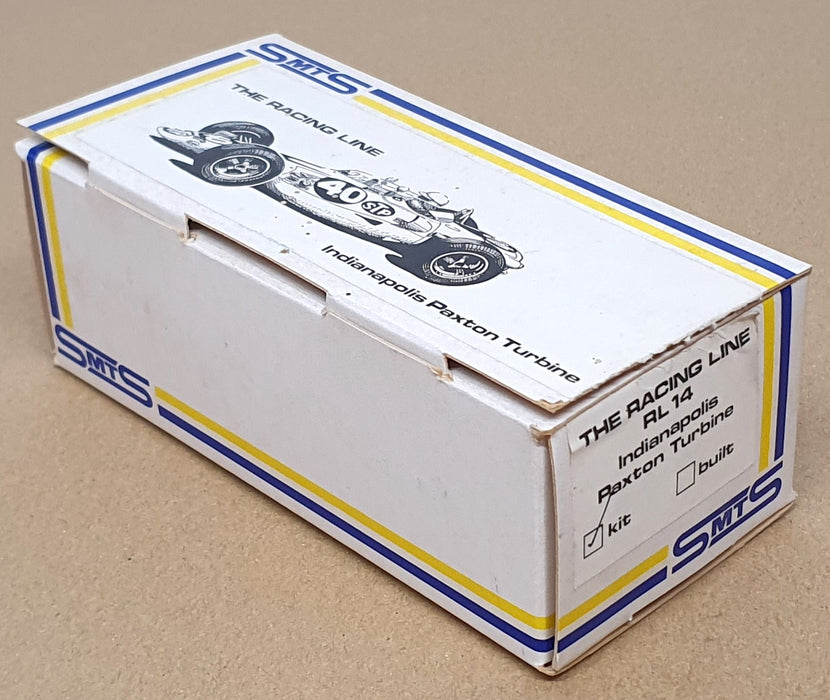 SMTS
THE RACING LINE
40
STP
Indianapolis Paxton Turbine
SMTS
THE RACING LINE
RL 14
Indianapolis
Paxton Turbine
built
kit
SMTS